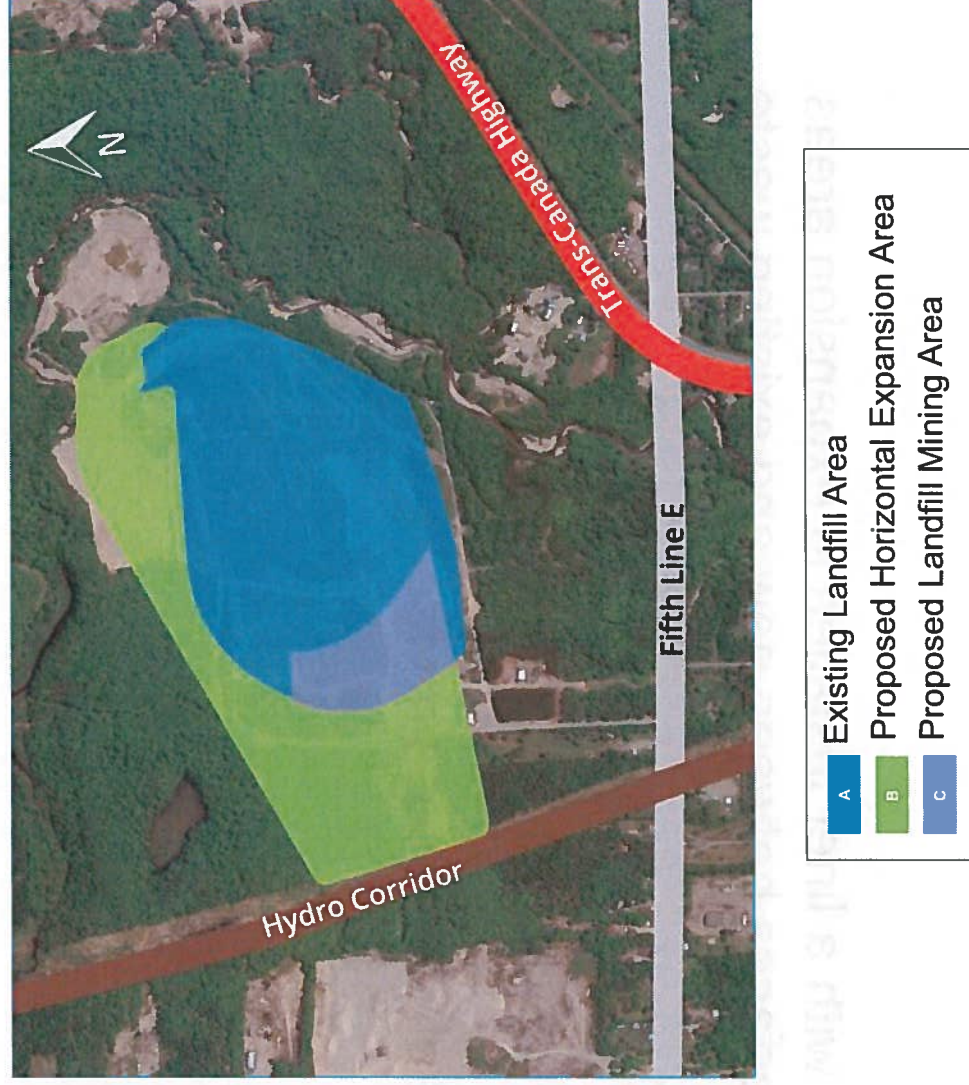 N
Trans-Canada Highway
Hydro Corridor
Fifth Line E
A Existing Landfill Area
B Proposed Horizontal Expansion Area
C Proposed Landfill Mining Area